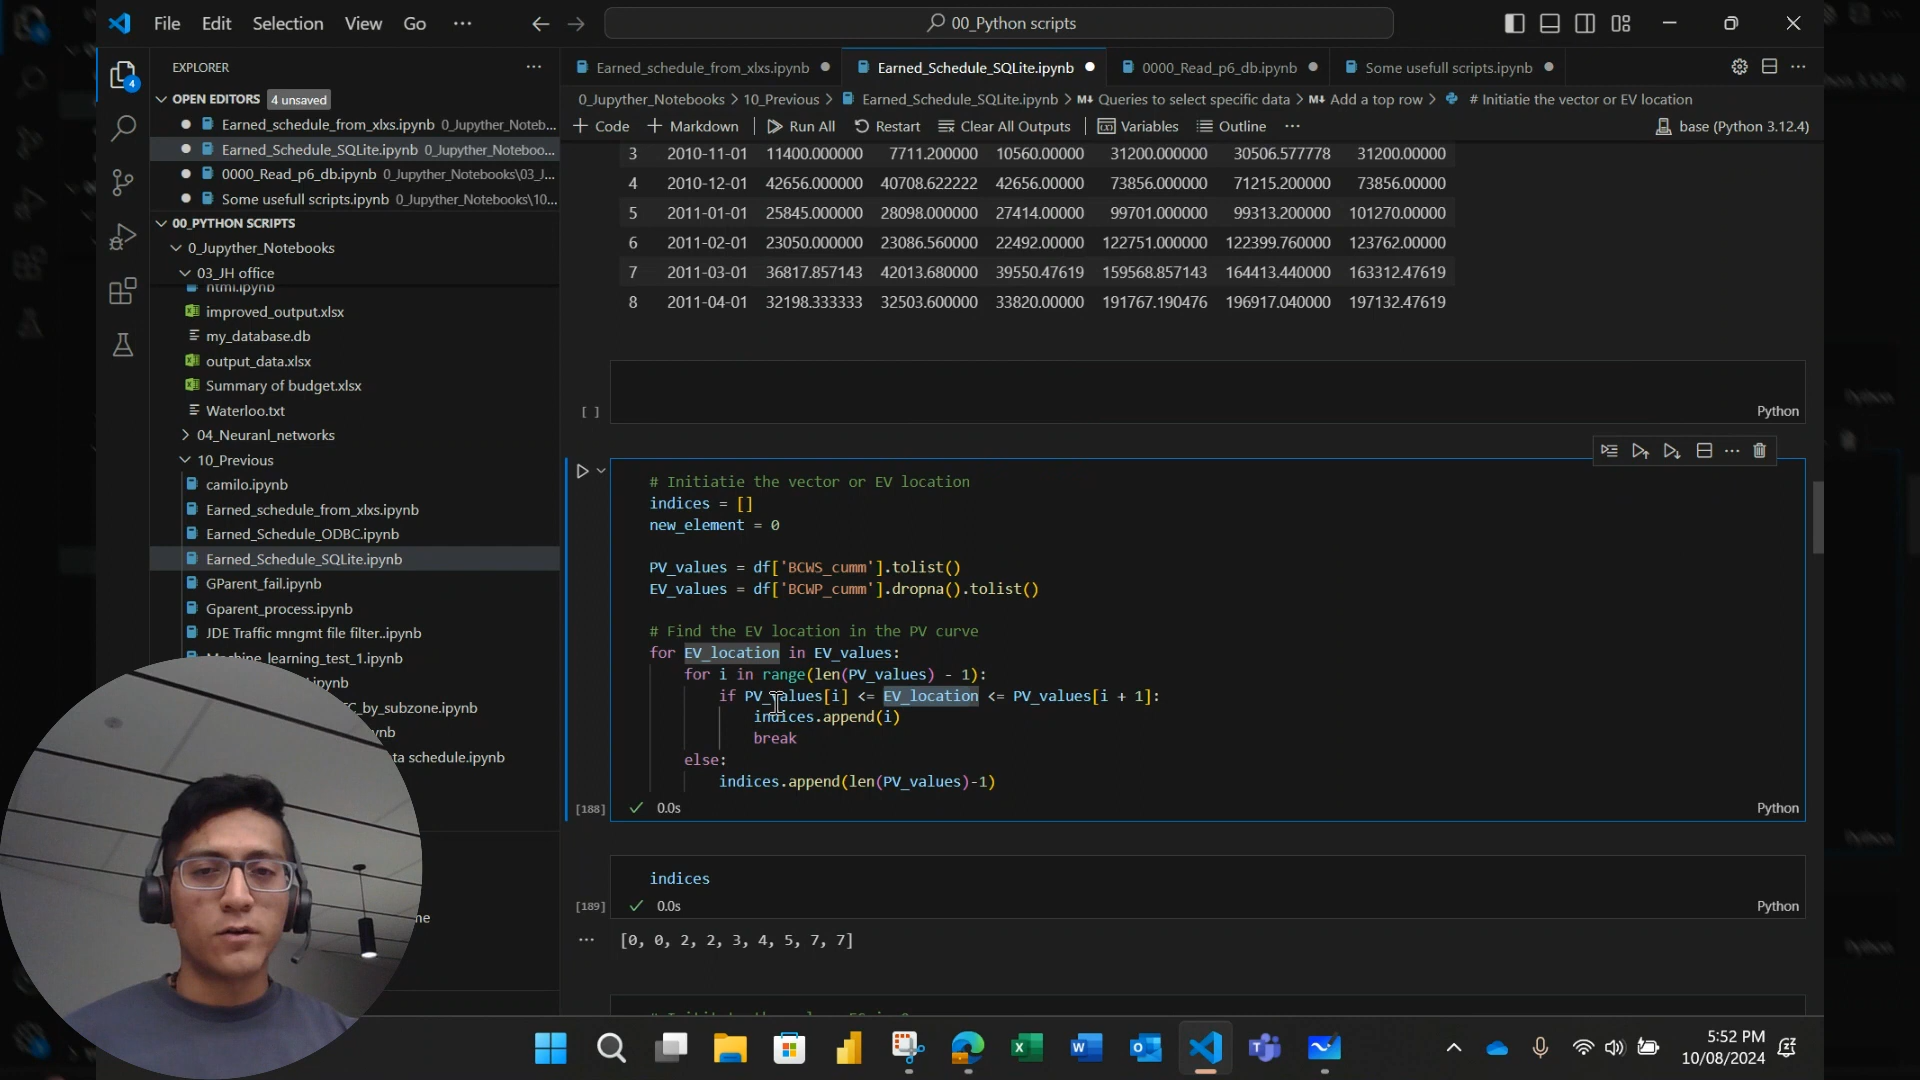 File Edit Selection View Go ···
00_Python scripts
EXPLORER
OPEN EDITORS 4 unsaved
Earned_schedule_from_xlxs.ipynb 0_Jupyther_Noteb...
Earned_Schedule_SQLite.ipynb 0_Jupyther_Noteboo...
0000_Read_p6_db.ipynb 0_Jupyther_Notebooks\03_J...
Some usefull scripts.ipynb 0_Jupyther_Notebooks\10...
00_PYTHON SCRIPTS
0_Jupyther_Notebooks
03_JH office
html.ipynb
improved_output.xlsx
my_database.db
output_data.xlsx
Summary of budget.xlsx
Waterloo.txt
04_Neuranl_networks
10_Previous
camilo.ipynb
Earned_schedule_from_xlxs.ipynb
Earned_Schedule_ODBC.ipynb
Earned_Schedule_SQLite.ipynb
GParent_fail.ipynb
Gparent_process.ipynb
JDE Traffic mngmt file filter..ipynb
Machine_learning_test_1.ipynb
ipynb
C_by_subzone.ipynb
nb
ta schedule.ipynb
ne
4
Earned_schedule_from_xlxs.ipynb
Earned_Schedule_SQLite.ipynb
0000_Read_p6_db.ipynb
Some usefull scripts.ipynb
0_Jupyther_Notebooks > 10_Previous > Earned_Schedule_SQLite.ipynb > M↓ Queries to select specific data > M↓ Add a top row > # Initiatie the vector or EV location
+ Code + Markdown Run All Restart Clear All Outputs Variables Outline ··· base (Python 3.12.4)
3 2010-11-01 11400.000000 7711.200000 10560.00000 31200.000000 30506.577778 31200.00000
4 2010-12-01 42656.000000 40708.622222 42656.00000 73856.000000 71215.200000 73856.00000
5 2011-01-01 25845.000000 28098.000000 27414.00000 99701.000000 99313.200000 101270.00000
6 2011-02-01 23050.000000 23086.560000 22492.00000 122751.000000 122399.760000 123762.00000
7 2011-03-01 36817.857143 42013.680000 39550.47619 159568.857143 164413.440000 163312.47619
8 2011-04-01 32198.333333 32503.600000 33820.00000 191767.190476 196917.040000 197132.47619
[ ] Python
# Initiatie the vector or EV location
indices = []
new_element = 0
PV_values = df['BCWS_cumm'].tolist()
EV_values = df['BCWP_cumm'].dropna().tolist()
# Find the EV location in the PV curve
for EV_location in EV_values:
for i in range(len(PV_values) - 1):
if PV_values[i] <= EV_location <= PV_values[i + 1]:
indices.append(i)
break
else:
indices.append(len(PV_values)-1)
[188] 0.0s Python
indices
[189] 0.0s Python
··· [0, 0, 2, 2, 3, 4, 5, 7, 7]
5:52 PM
10/08/2024